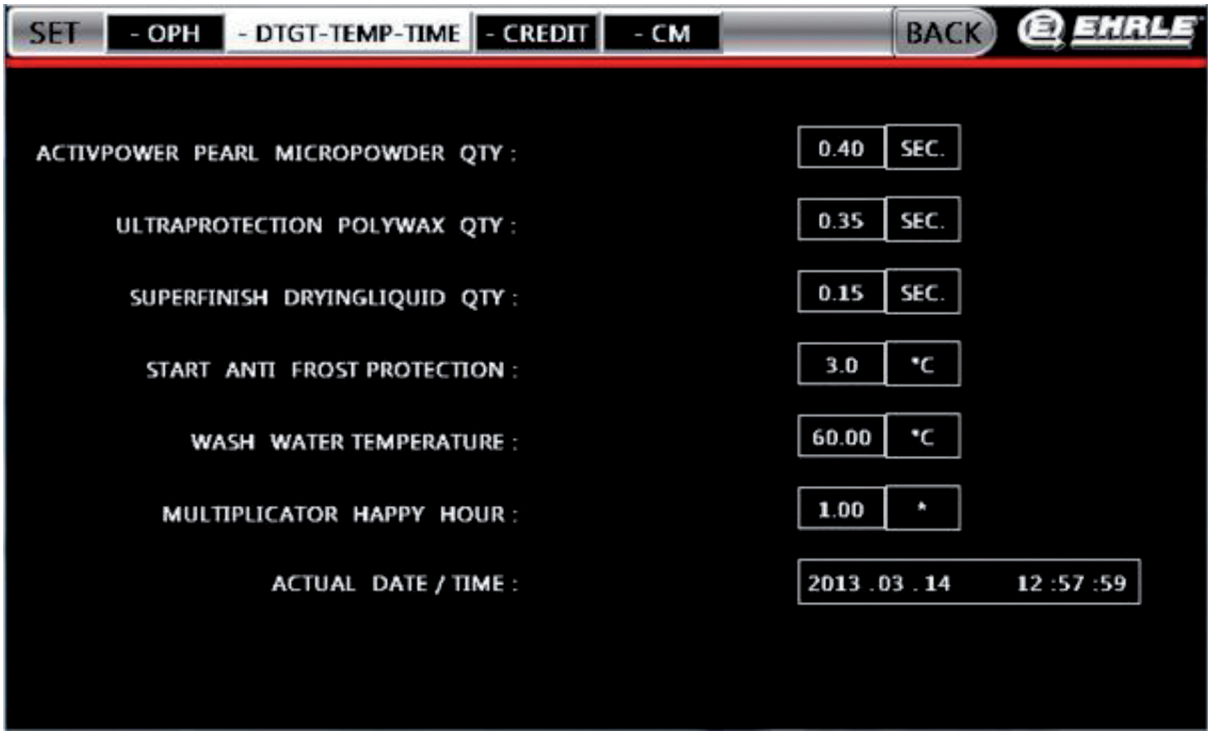 SET - OPH - DTGT-TEMP-TIME - CREDIT - CM BACK E EHRLE
ACTIVPOWER PEARL MICROPOWDER QTY : 0.40 SEC.
ULTRAPROTECTION POLYWAX QTY : 0.35 SEC.
SUPERFINISH DRYINGLIQUID QTY : 0.15 SEC.
START ANTI FROST PROTECTION : 3.0 °C
WASH WATER TEMPERATURE : 60.00 °C
MULTIPLICATOR HAPPY HOUR : 1.00 *
ACTUAL DATE / TIME : 2013 .03 .14 12 :57 :59